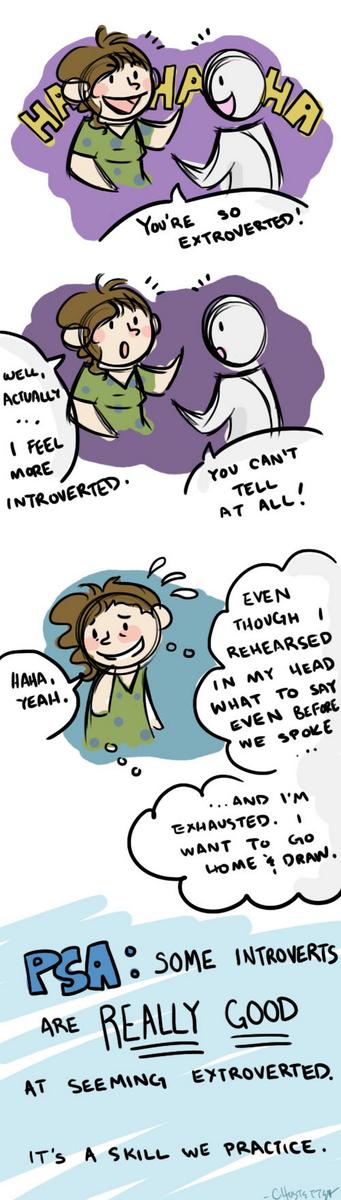 HA HA HA
YOU'RE SO
EXTROVERTED!
WELL,
ACTUALLY
...
I FEEL
MORE
INTROVERTED.
YOU CAN'T
TELL
AT ALL!
HAHA,
YEAH.
EVEN
THOUGH I
REHEARSED
IN MY HEAD
WHAT TO SAY
EVEN BEFORE
WE SPOKE
...
...AND I'M
EXHAUSTED. I
WANT TO GO
HOME & DRAW.
PSA: SOME INTROVERTS
ARE REALLY GOOD
AT SEEMING EXTROVERTED.
IT'S A SKILL WE PRACTICE.